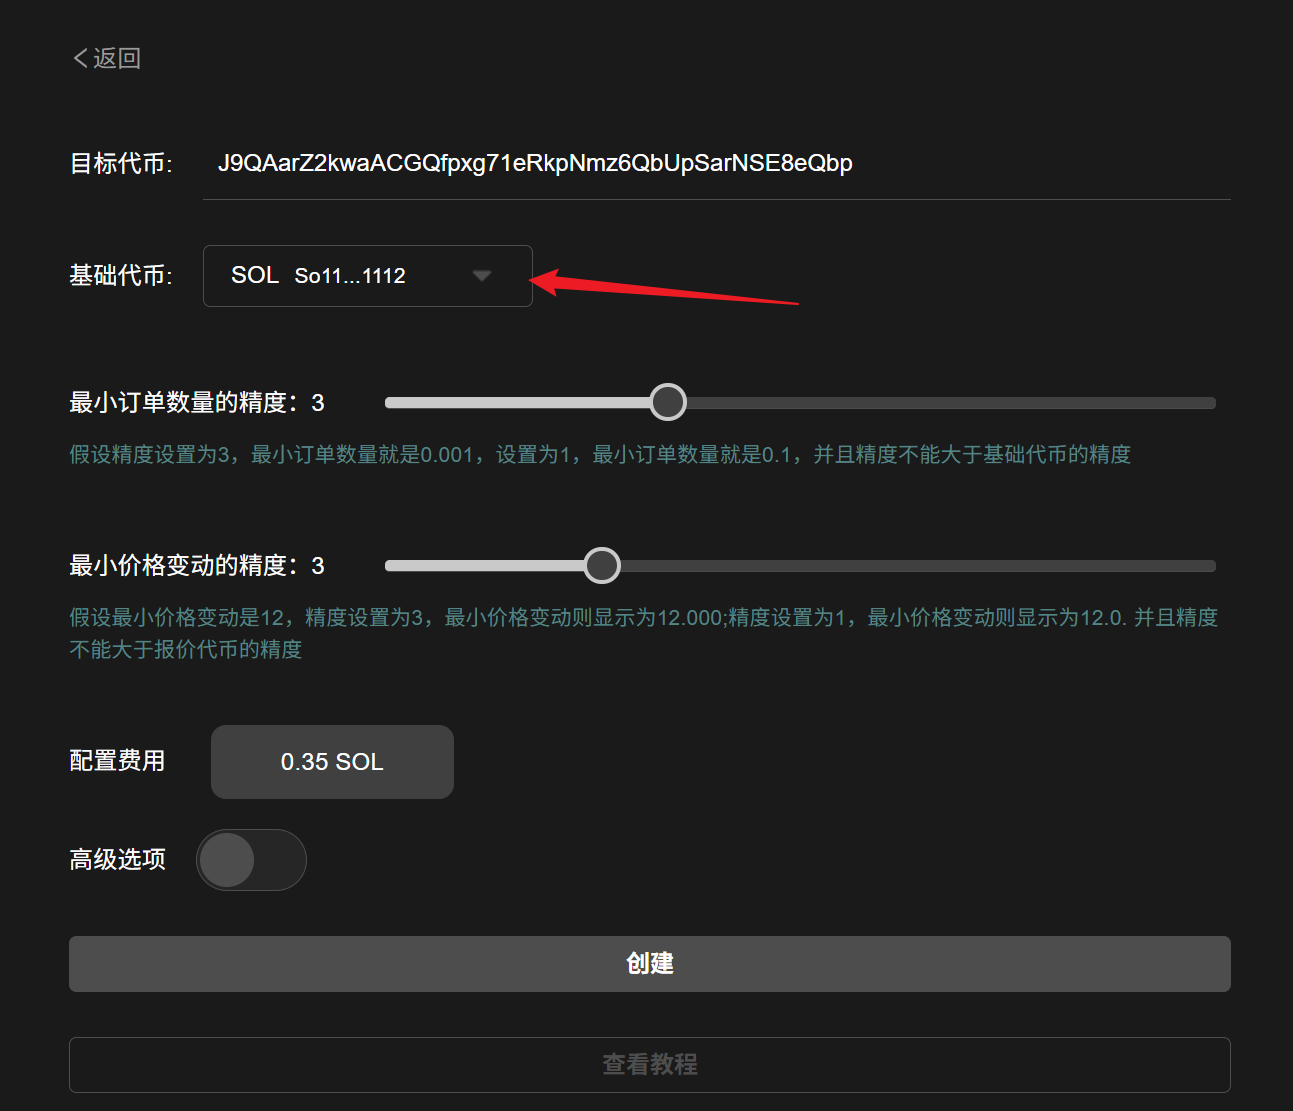 返回
目标代币: J9QAarZ2kwaACGQfpxg71eRkpNmz6QbUpSarNSE8eQbp
基础代币: SOL So11...1112
最小订单数量的精度：3
假设精度设置为3，最小订单数量就是0.001，设置为1，最小订单数量就是0.1，并且精度不能大于基础代币的精度
最小价格变动的精度：3
假设最小价格变动是12，精度设置为3，最小价格变动则显示为12.000;精度设置为1，最小价格变动则显示为12.0. 并且精度
不能大于报价代币的精度
配置费用 0.35 SOL
高级选项
创建
查看教程